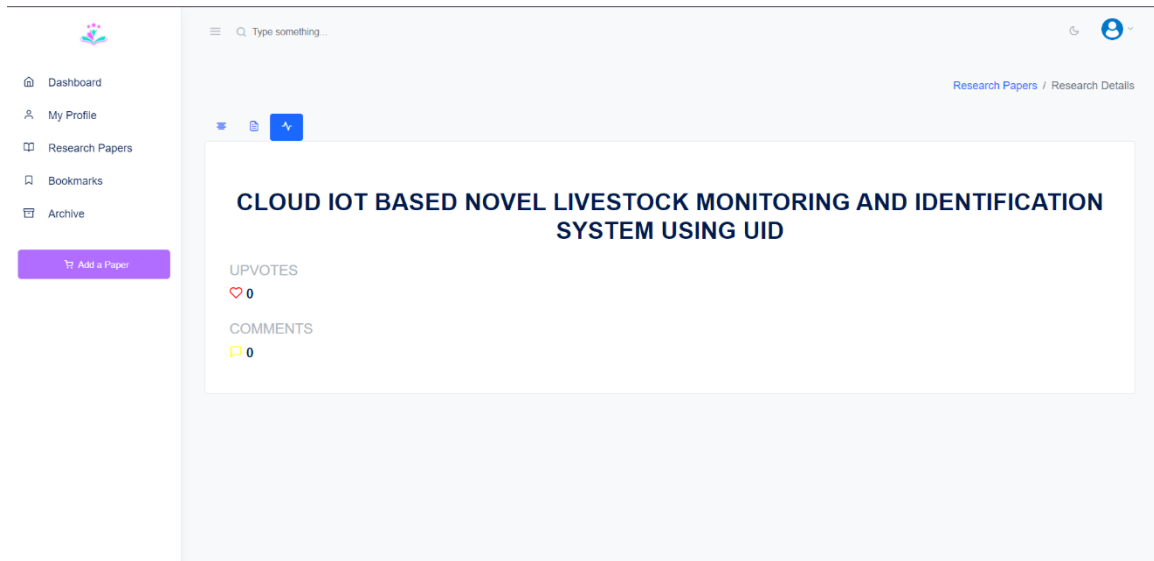 Type something...
Dashboard
My Profile
Research Papers
Bookmarks
Archive
Add a Paper
Research Papers / Research Details
CLOUD IOT BASED NOVEL LIVESTOCK MONITORING AND IDENTIFICATION
SYSTEM USING UID
UPVOTES
0
COMMENTS
0